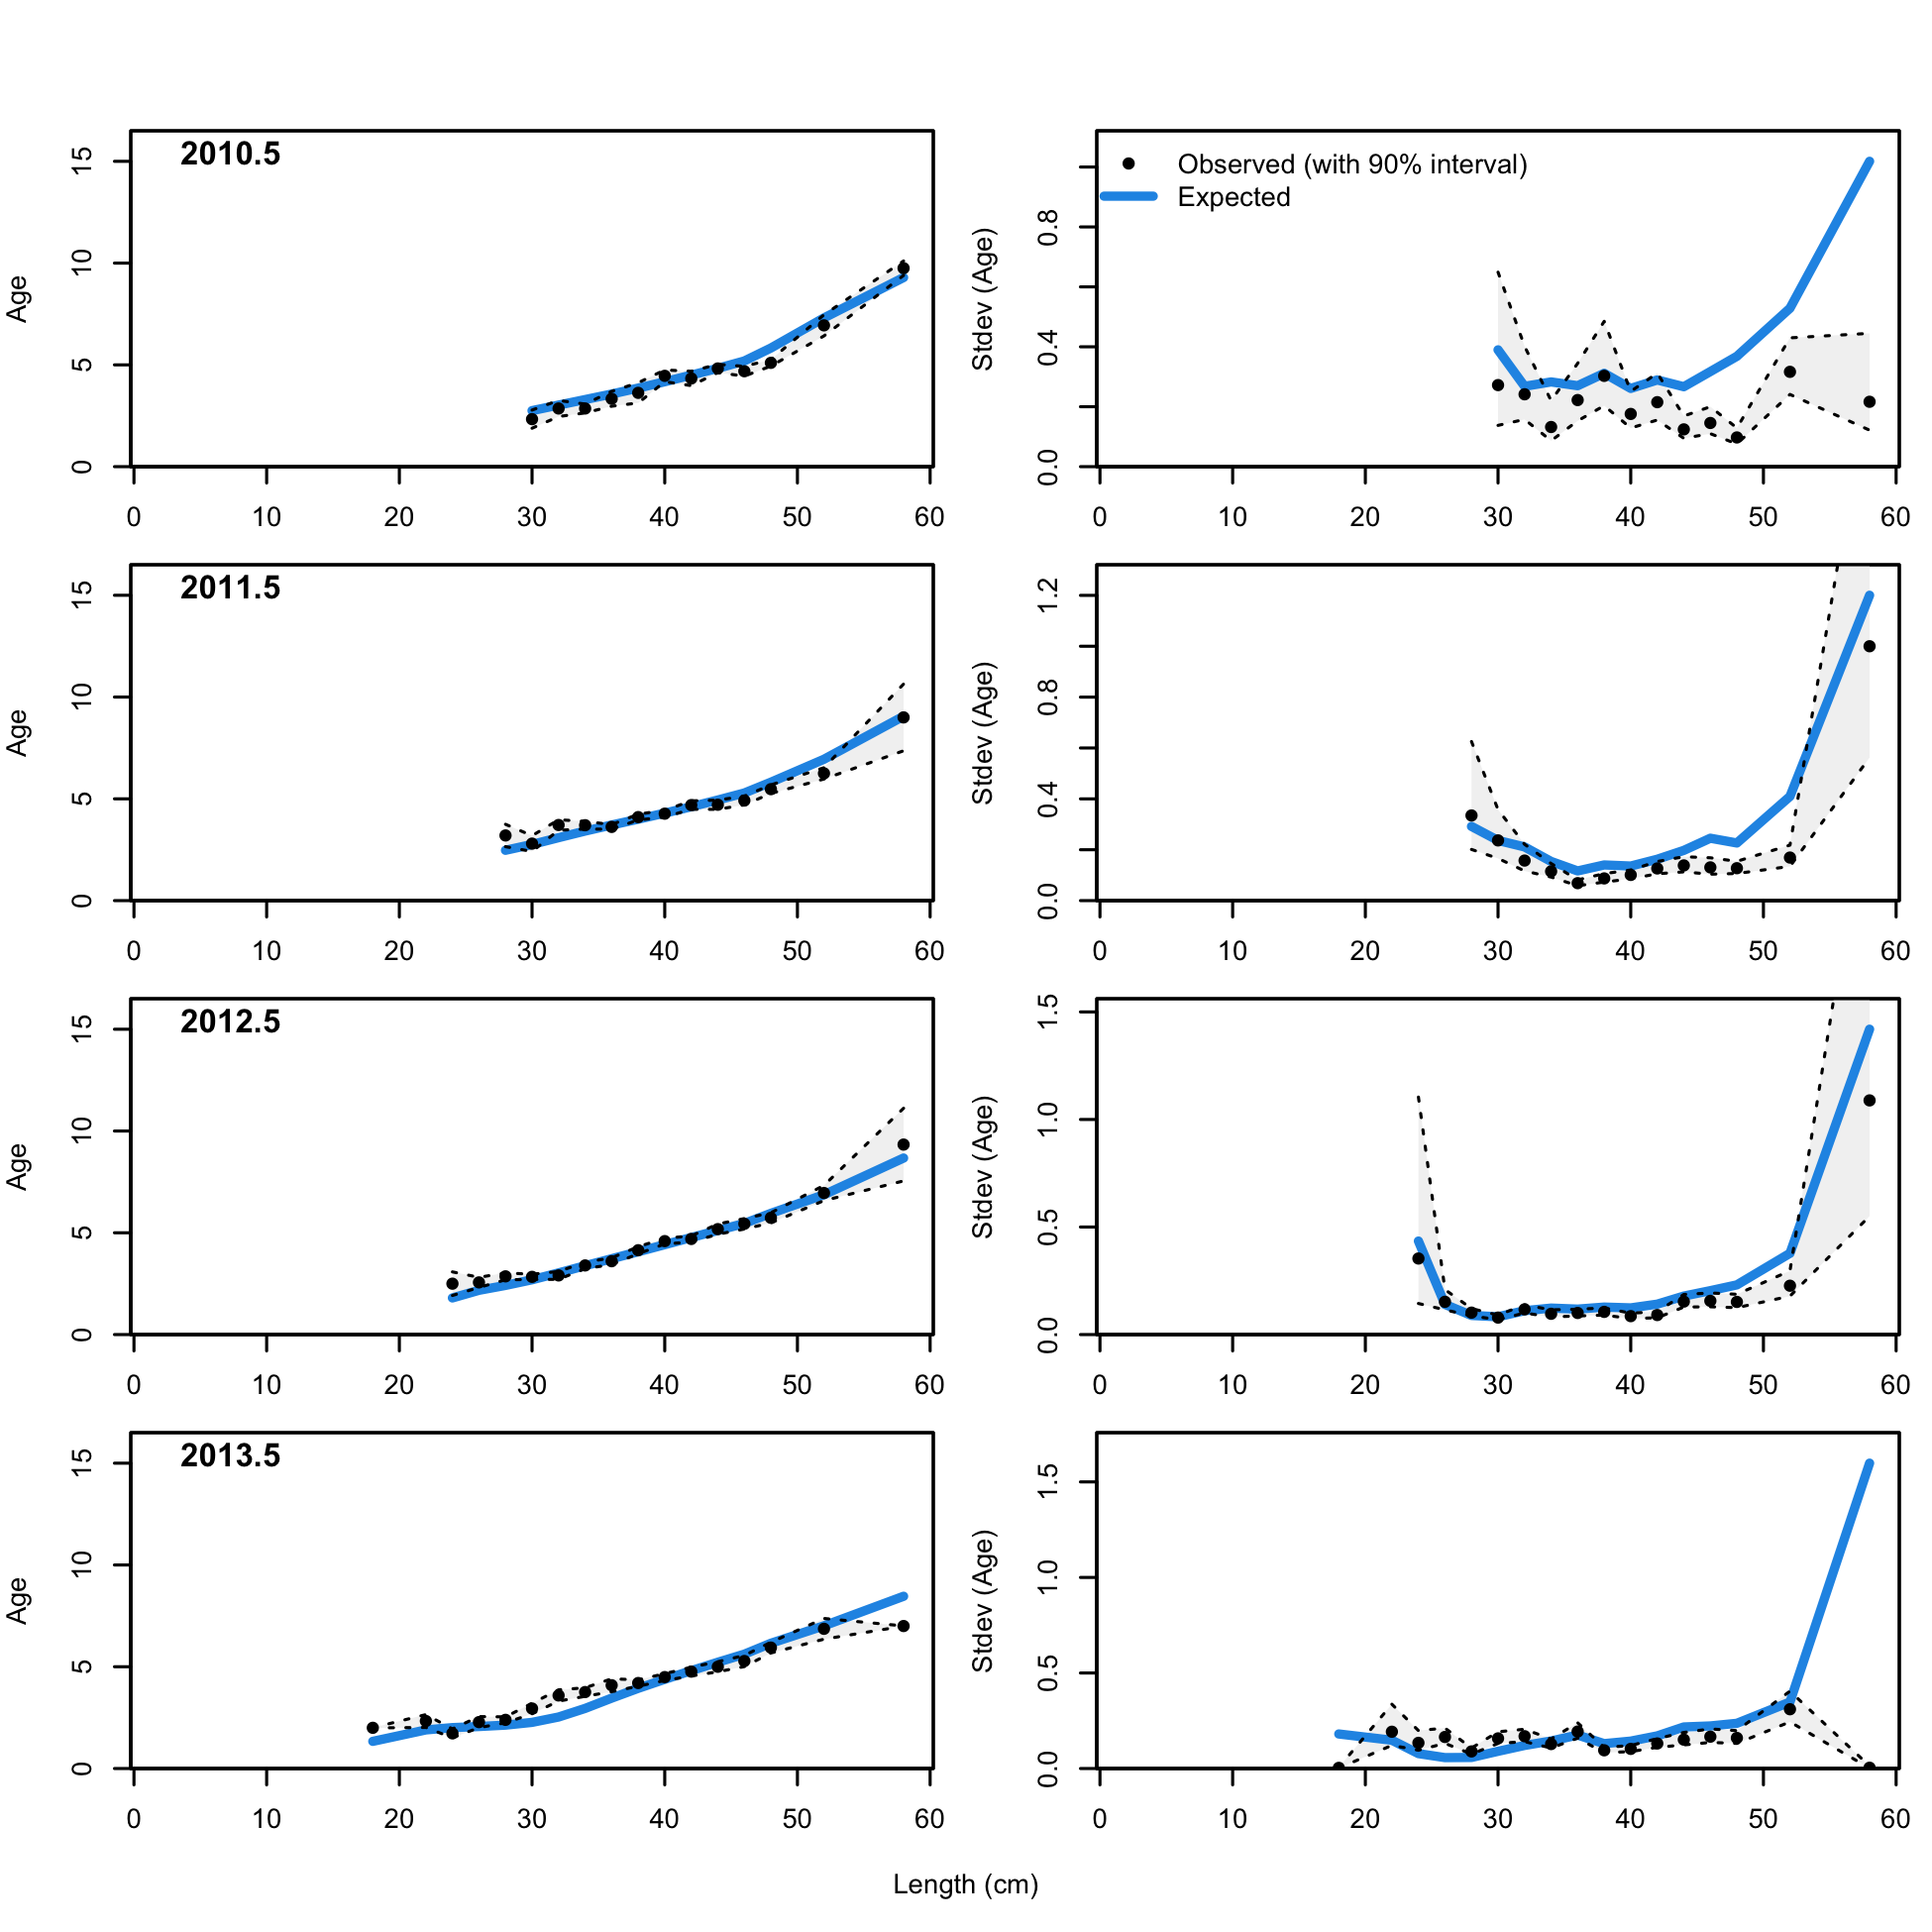 2010.5
Age
0 5 10 15
0 10 20 30 40 50 60
Observed (with 90% interval)
Expected
Stdev (Age)
0.0 0.4 0.8
0 10 20 30 40 50 60
2011.5
Age
0 5 10 15
0 10 20 30 40 50 60
Stdev (Age)
0.0 0.4 0.8 1.2
0 10 20 30 40 50 60
2012.5
Age
0 5 10 15
0 10 20 30 40 50 60
Stdev (Age)
0.0 0.5 1.0 1.5
0 10 20 30 40 50 60
2013.5
Age
0 5 10 15
0 10 20 30 40 50 60
Stdev (Age)
0.0 0.5 1.0 1.5
0 10 20 30 40 50 60
Length (cm)